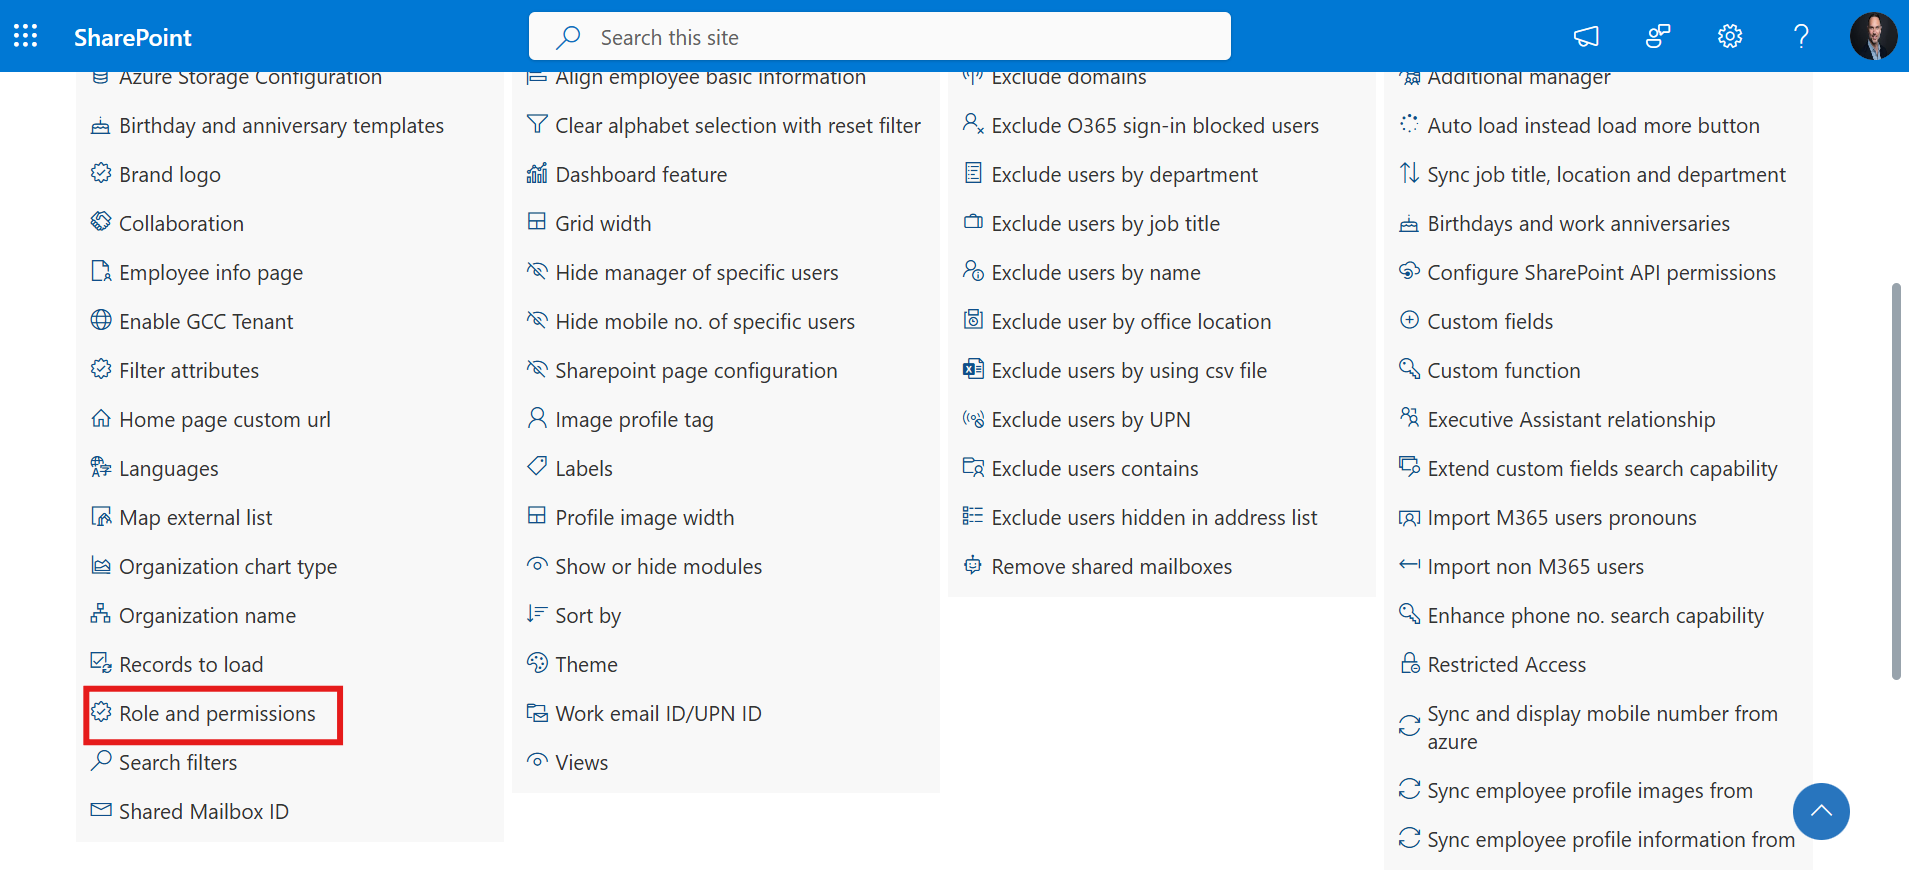 SharePoint
Search this site
Azure Storage Configuration
Birthday and anniversary templates
Brand logo
Collaboration
Employee info page
Enable GCC Tenant
Filter attributes
Home page custom url
Languages
Map external list
Organization chart type
Organization name
Records to load
Role and permissions
Search filters
Shared Mailbox ID
Align employee basic information
Clear alphabet selection with reset filter
Dashboard feature
Grid width
Hide manager of specific users
Hide mobile no. of specific users
Sharepoint page configuration
Image profile tag
Labels
Profile image width
Show or hide modules
Sort by
Theme
Work email ID/UPN ID
Views
Exclude domains
Exclude O365 sign-in blocked users
Exclude users by department
Exclude users by job title
Exclude users by name
Exclude user by office location
Exclude users by using csv file
Exclude users by UPN
Exclude users contains
Exclude users hidden in address list
Remove shared mailboxes
Additional manager
Auto load instead load more button
Sync job title, location and department
Birthdays and work anniversaries
Configure SharePoint API permissions
Custom fields
Custom function
Executive Assistant relationship
Extend custom fields search capability
Import M365 users pronouns
Import non M365 users
Enhance phone no. search capability
Restricted Access
Sync and display mobile number from
azure
Sync employee profile images from
Sync employee profile information from